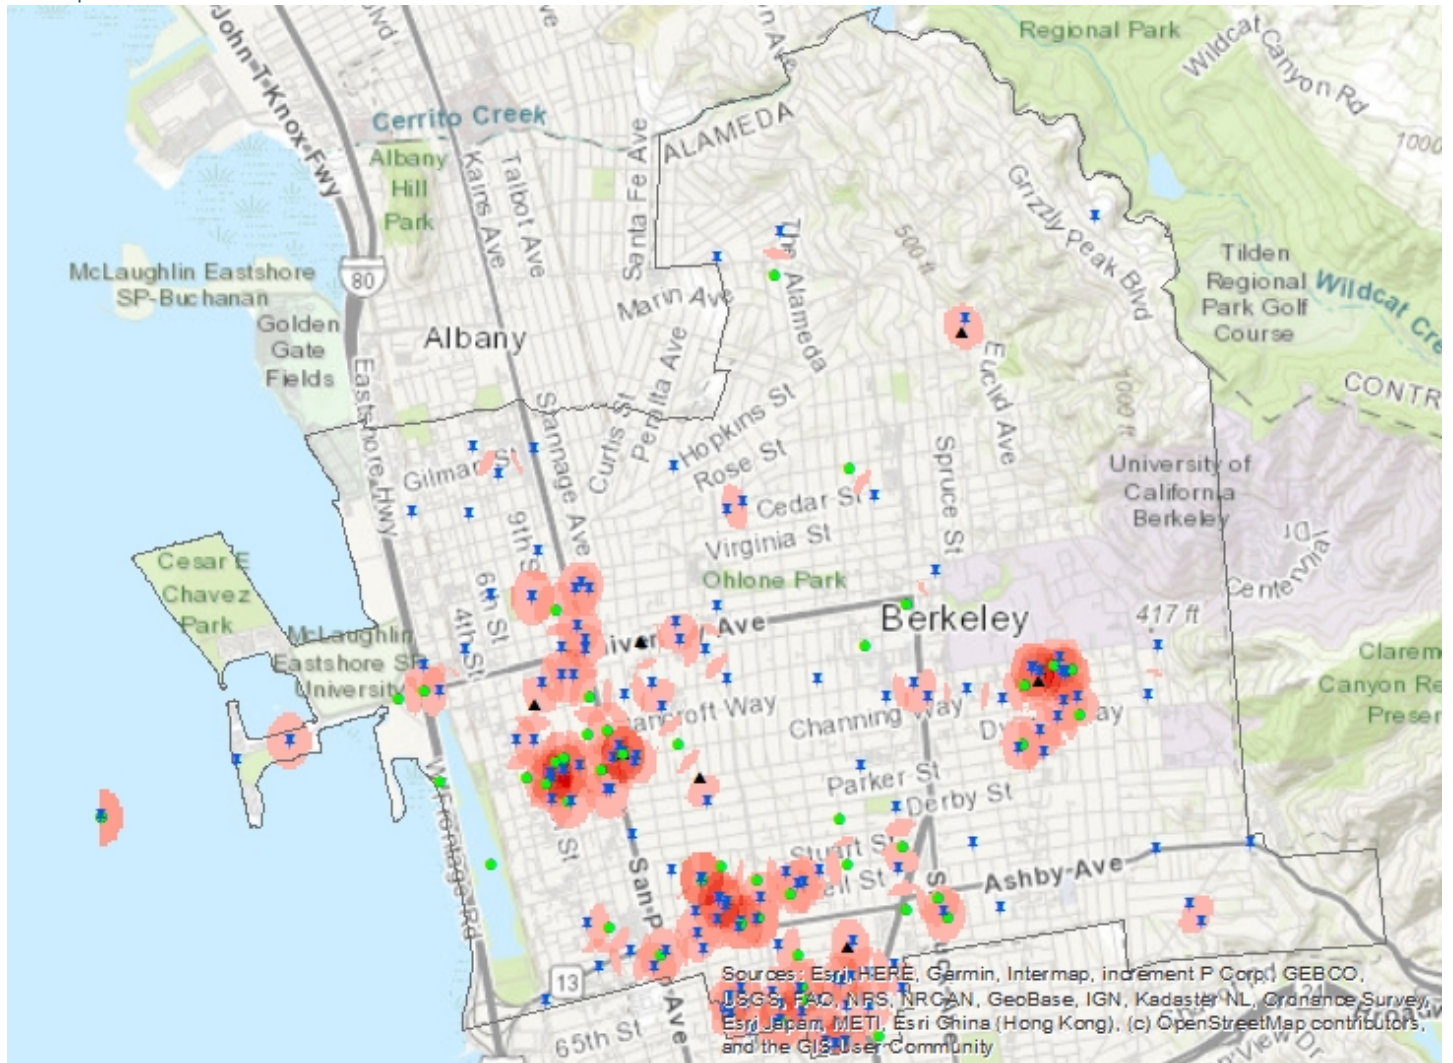 John-T-Knox-Fwy
Regional Park
Wildcat Canyon Rd
1000
Cerrito Creek
ALAMEDA
Albany
Hill
Park
Kains Ave
Talbot Ave
Santa Fe Ave
Grizzly Peak Blvd
500 ft
The Alameda
Tilden
Regional
Park Golf
Course
Wildcat Cre
McLaughlin Eastshore
SP-Buchanan
80
Marin Ave
Golden
Gate
Fields
Albany
Peralta Ave
Curtis St
Euclid Ave
1000 ft
CONTR
Eastshore Hwy
Hopkins St
Rose St
Gilman St
Spruce St
University of
California
Berkeley
Cedar St
9th S
Virginia St
Cesar E
Chavez
Park
6th St
Ohlone Park
4th St
Berkeley
417 ft
McLaughlin
Eastshore SP
University
Ave
Clarem
Canyon Re
Preser
Bancroft Way
Channing Way
Parker St
Derby St
W Frontage Rd
Stuart St
Ashby Ave
13
65th St
Ave
Sources: Esri, HERE, Garmin, Intermap, increment P Corp., GEBCO,
USGS, FAO, NPS, NRCAN, GeoBase, IGN, Kadaster NL, Ordnance Survey,
Esri Japan, METI, Esri China (Hong Kong), (c) OpenStreetMap contributors,
and the GIS User Community